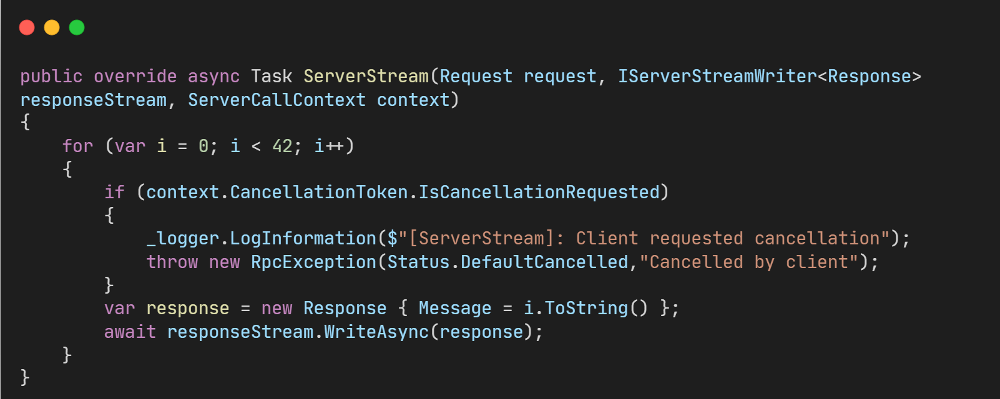 public override async Task ServerStream(Request request, IServerStreamWriter<Response>
responseStream, ServerCallContext context)
{
    for (var i = 0; i < 42; i++)
    {
        if (context.CancellationToken.IsCancellationRequested)
        {
            _logger.LogInformation($"[ServerStream]: Client requested cancellation");
            throw new RpcException(Status.DefaultCancelled,"Cancelled by client");
        }
        var response = new Response { Message = i.ToString() };
        await responseStream.WriteAsync(response);
    }
}